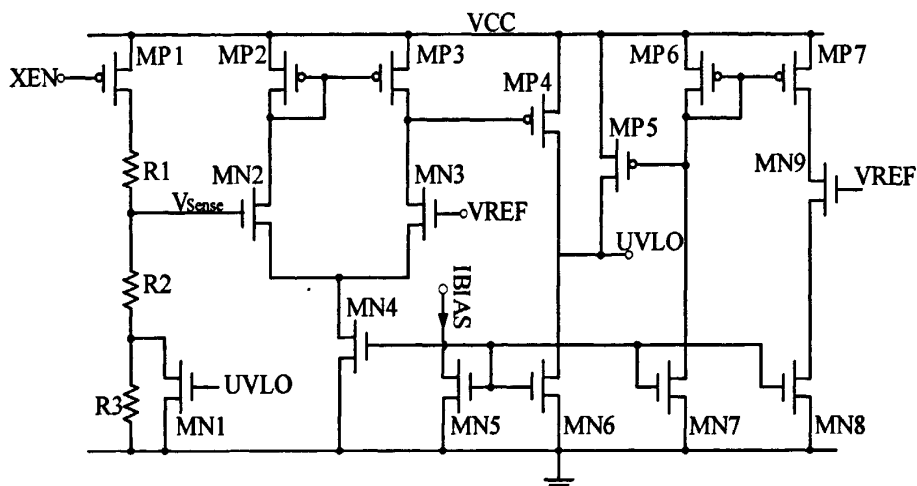 VCC
MP1
MP2
MP3
MP6
MP7
XEN
MP4
MP5
R1
MN2
MN3
MN9
VREF
VSense
VREF
UVLO
R2
IBIAS
MN4
R3
UVLO
MN1
MN5
MN6
MN7
MN8